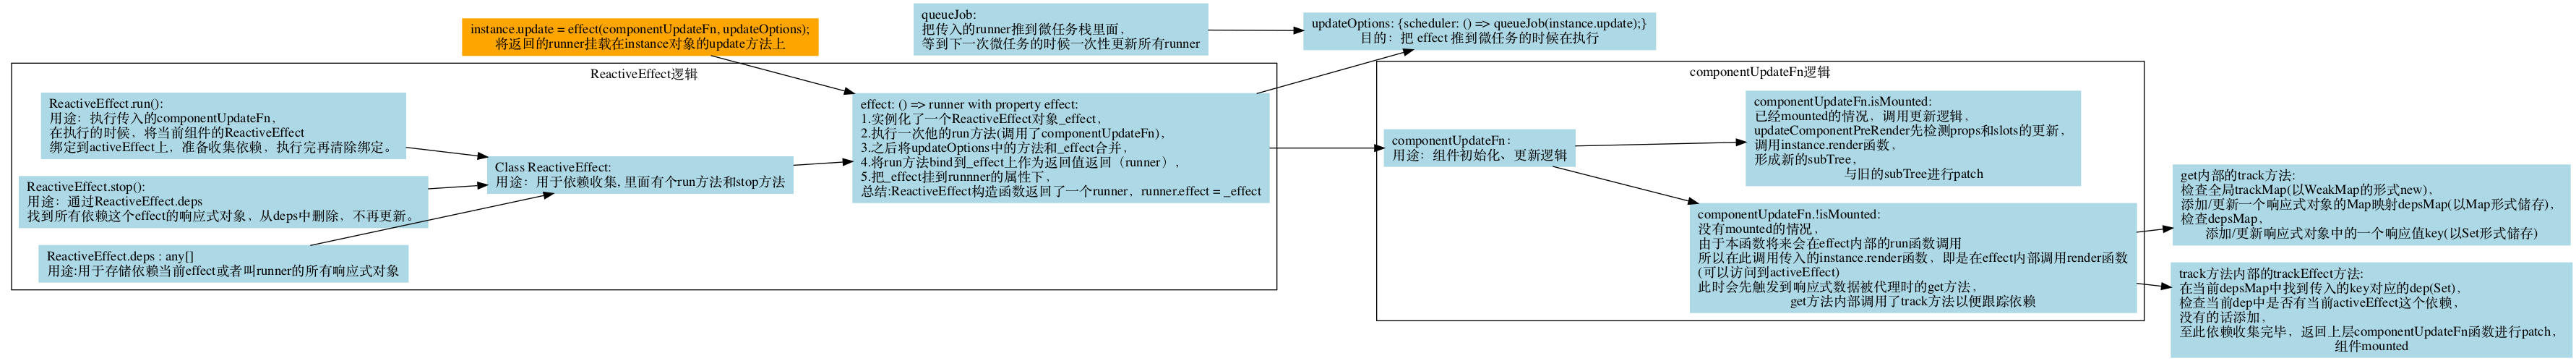 instance.update = effect(componentUpdateFn, updateOptions);
将返回的runner挂载在instance对象的update方法上
queueJob:
把传入的runner推到微任务栈里面，
等到下一次微任务的时候一次性更新所有runner
updateOptions: {scheduler: () => queueJob(instance.update);}
目的：把 effect 推到微任务的时候在执行
ReactiveEffect逻辑
ReactiveEffect.run():
用途：执行传入的componentUpdateFn，
在执行的时候，将当前组件的ReactiveEffect
绑定到activeEffect上，准备收集依赖，执行完再清除绑定。
ReactiveEffect.stop():
用途：通过ReactiveEffect.deps
找到所有依赖这个effect的响应式对象，从deps中删除，不再更新。
ReactiveEffect.deps : any[]
用途:用于存储依赖当前effect或者叫runner的所有响应式对象
Class ReactiveEffect:
用途：用于依赖收集, 里面有个run方法和stop方法
effect: () => runner with property effect:
1.实例化了一个ReactiveEffect对象_effect，
2.执行一次他的run方法(调用了componentUpdateFn)，
3.之后将updateOptions中的方法和_effect合并，
4.将run方法bind到_effect上作为返回值返回（runner），
5.把_effect挂到runnner的属性下，
总结:ReactiveEffect构造函数返回了一个runner，runner.effect = _effect
componentUpdateFn逻辑
componentUpdateFn：
用途：组件初始化、更新逻辑
componentUpdateFn.isMounted:
已经mounted的情况，调用更新逻辑，
updateComponentPreRender先检测props和slots的更新，
调用instance.render函数，
形成新的subTree，
与旧的subTree进行patch
componentUpdateFn.!isMounted:
没有mounted的情况，
由于本函数将来会在effect内部的run函数调用
所以在此调用传入的instance.render函数，即是在effect内部调用render函数
(可以访问到activeEffect)
此时会先触发到响应式数据被代理时的get方法，
get方法内部调用了track方法以便跟踪依赖
get内部的track方法:
检查全局trackMap(以WeakMap的形式new)，
添加/更新一个响应式对象的Map映射depsMap(以Map形式储存)，
检查depsMap，
添加/更新响应式对象中的一个响应值key(以Set形式储存)
track方法内部的trackEffect方法:
在当前depsMap中找到传入的key对应的dep(Set)，
检查当前dep中是否有当前activeEffect这个依赖，
没有的话添加，
至此依赖收集完毕，返回上层componentUpdateFn函数进行patch，
组件mounted